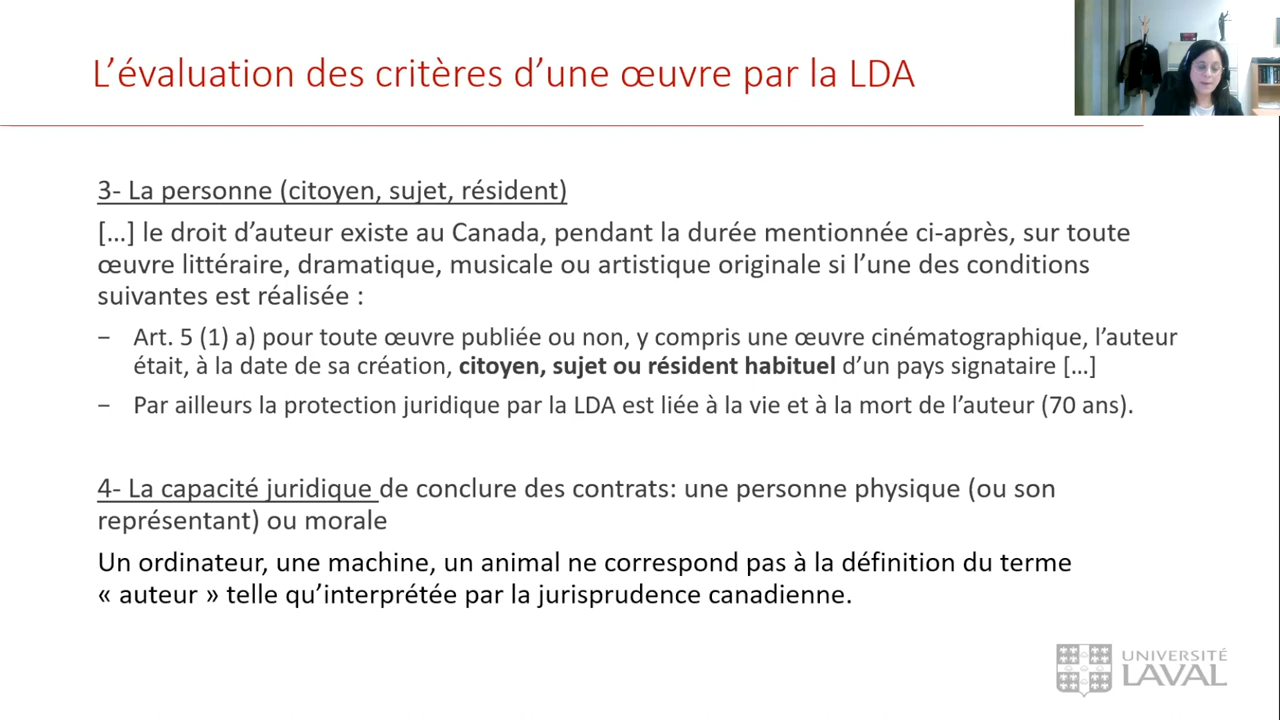 L’évaluation des critères d’une œuvre par la LDA
3- La personne (citoyen, sujet, résident)
[…] le droit d’auteur existe au Canada, pendant la durée mentionnée ci-après, sur toute
œuvre littéraire, dramatique, musicale ou artistique originale si l’une des conditions
suivantes est réalisée :
− Art. 5 (1) a) pour toute œuvre publiée ou non, y compris une œuvre cinématographique, l’auteur
était, à la date de sa création, citoyen, sujet ou résident habituel d’un pays signataire […]
− Par ailleurs la protection juridique par la LDA est liée à la vie et à la mort de l’auteur (70 ans).
4- La capacité juridique de conclure des contrats: une personne physique (ou son
représentant) ou morale
Un ordinateur, une machine, un animal ne correspond pas à la définition du terme
« auteur » telle qu’interprétée par la jurisprudence canadienne.
UNIVERSITÉ
LAVAL